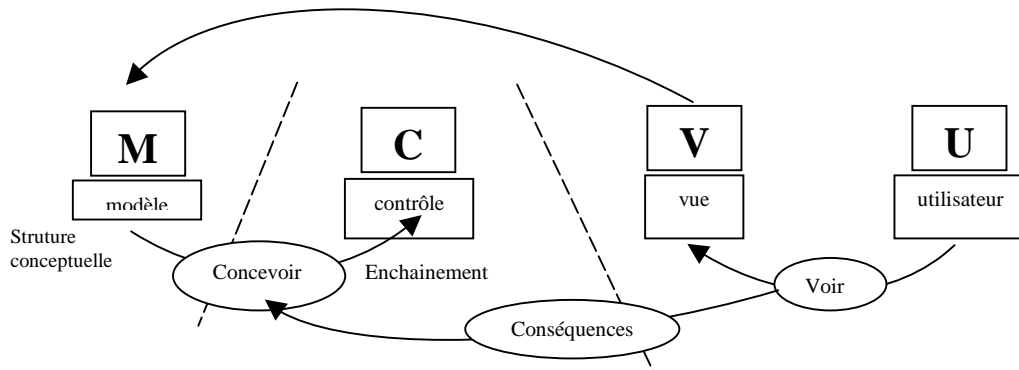 M
C
V
U
modèle
contrôle
vue
utilisateur
Struture
conceptuelle
Concevoir
Enchainement
Voir
Conséquences